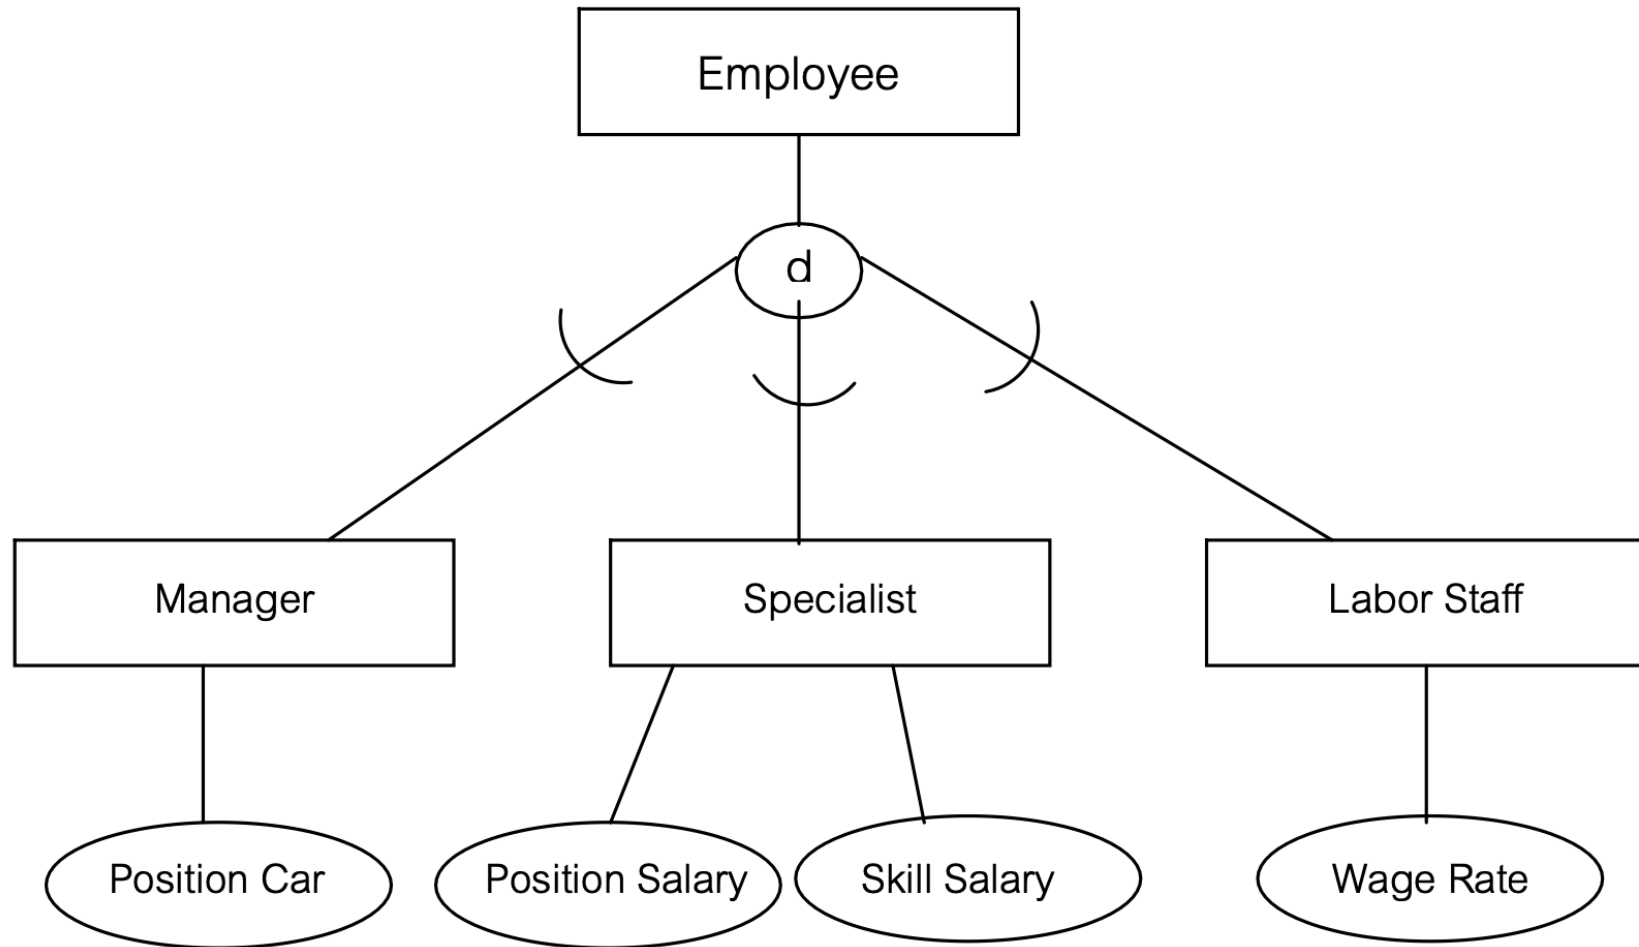 Employee
d
Manager
Specialist
Labor Staff
Position Car
Position Salary
Skill Salary
Wage Rate